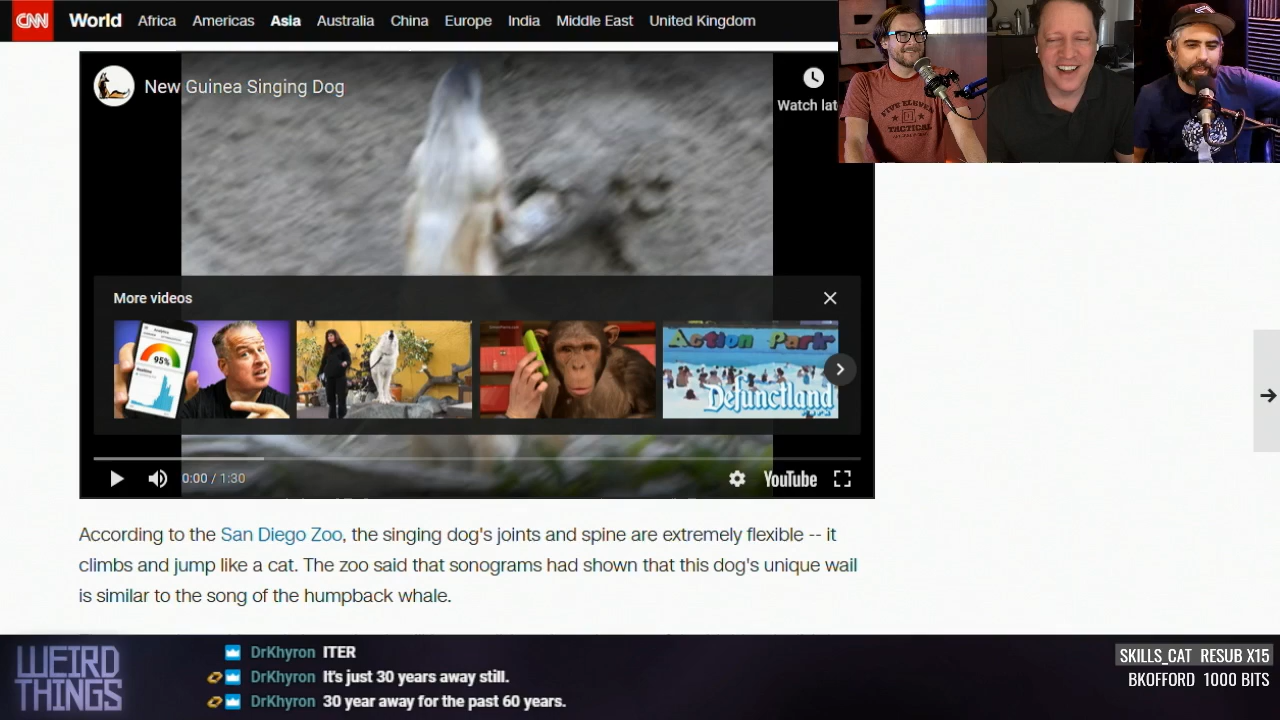 CNN World Africa Americas Asia Australia China Europe India Middle East United Kingdom
New Guinea Singing Dog
Watch lat
FIVE ELEVEN
TACTICAL
More videos
95%
Action Park
Defunctland
0:00 / 1:30
YouTube
According to the San Diego Zoo, the singing dog's joints and spine are extremely flexible -- it
climbs and jump like a cat. The zoo said that sonograms had shown that this dog's unique wail
is similar to the song of the humpback whale.
WEIRD
THINGS
DrKhyron ITER
DrKhyron It's just 30 years away still.
DrKhyron 30 year away for the past 60 years.
SKILLS_CAT RESUB X15
BKOFFORD 1000 BITS